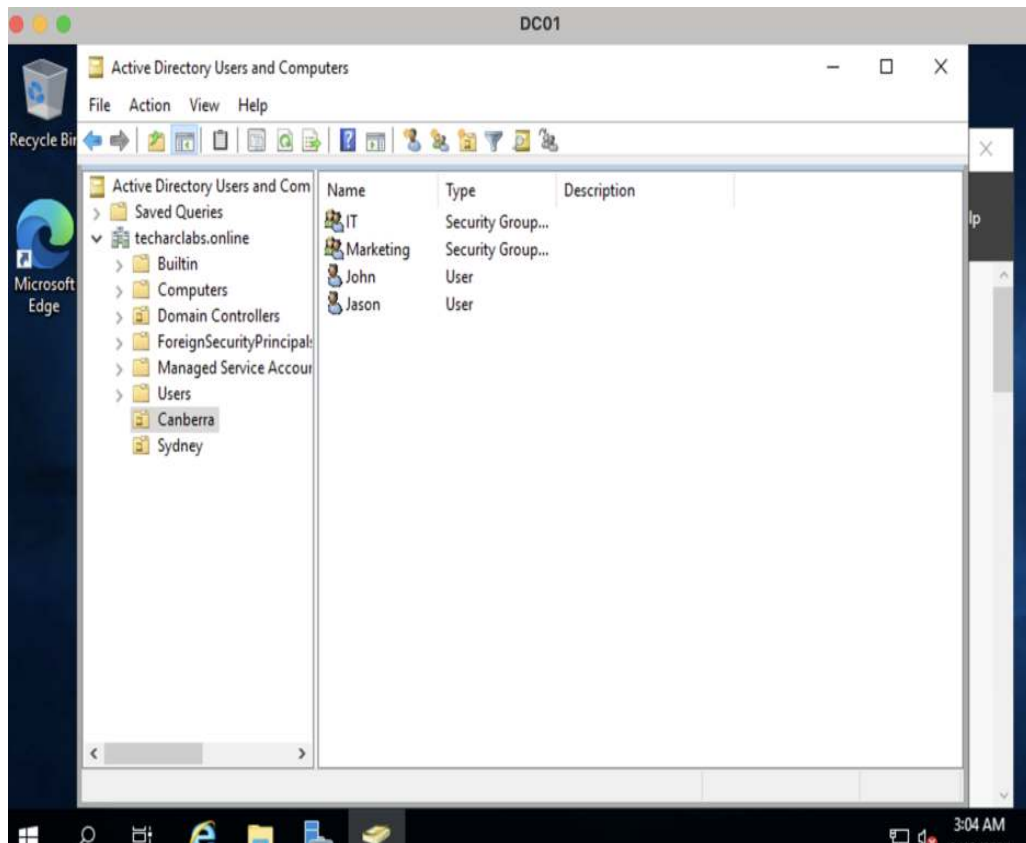 DC01
Recycle Bin
Active Directory Users and Computers
File Action View Help
Active Directory Users and Com
Saved Queries
techarclabs.online
Builtin
Computers
Domain Controllers
ForeignSecurityPrincipals
Managed Service Accour
Users
Canberra
Sydney
Name Type Description
IT Security Group...
Marketing Security Group...
John User
Jason User
lp
Microsoft
Edge
3:04 AM